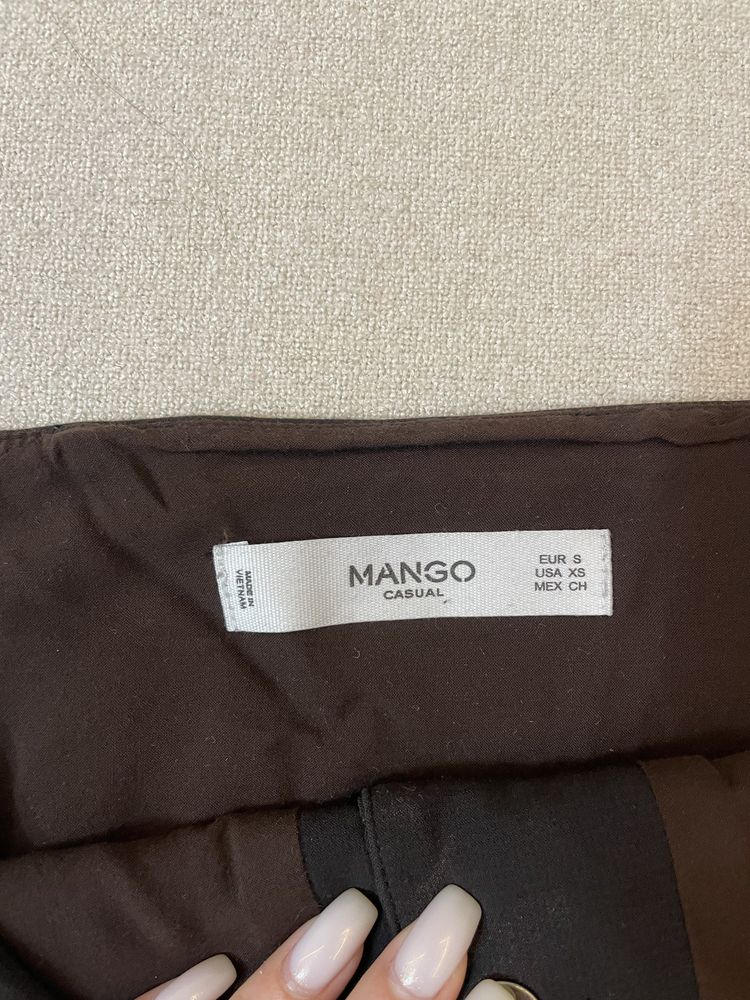 MADE IN
VIETNAM
MANGO
CASUAL
EUR S
USA XS
MEX CH